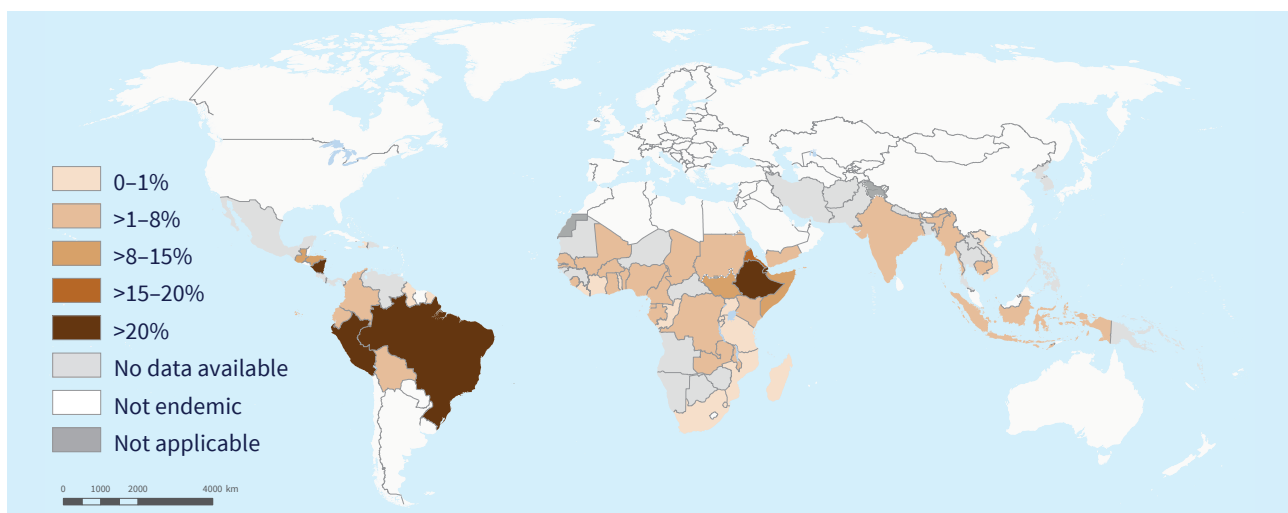 0–1%
>1–8%
>8–15%
>15–20%
>20%
No data available
Not endemic
Not applicable
0 1000 2000 4000 km